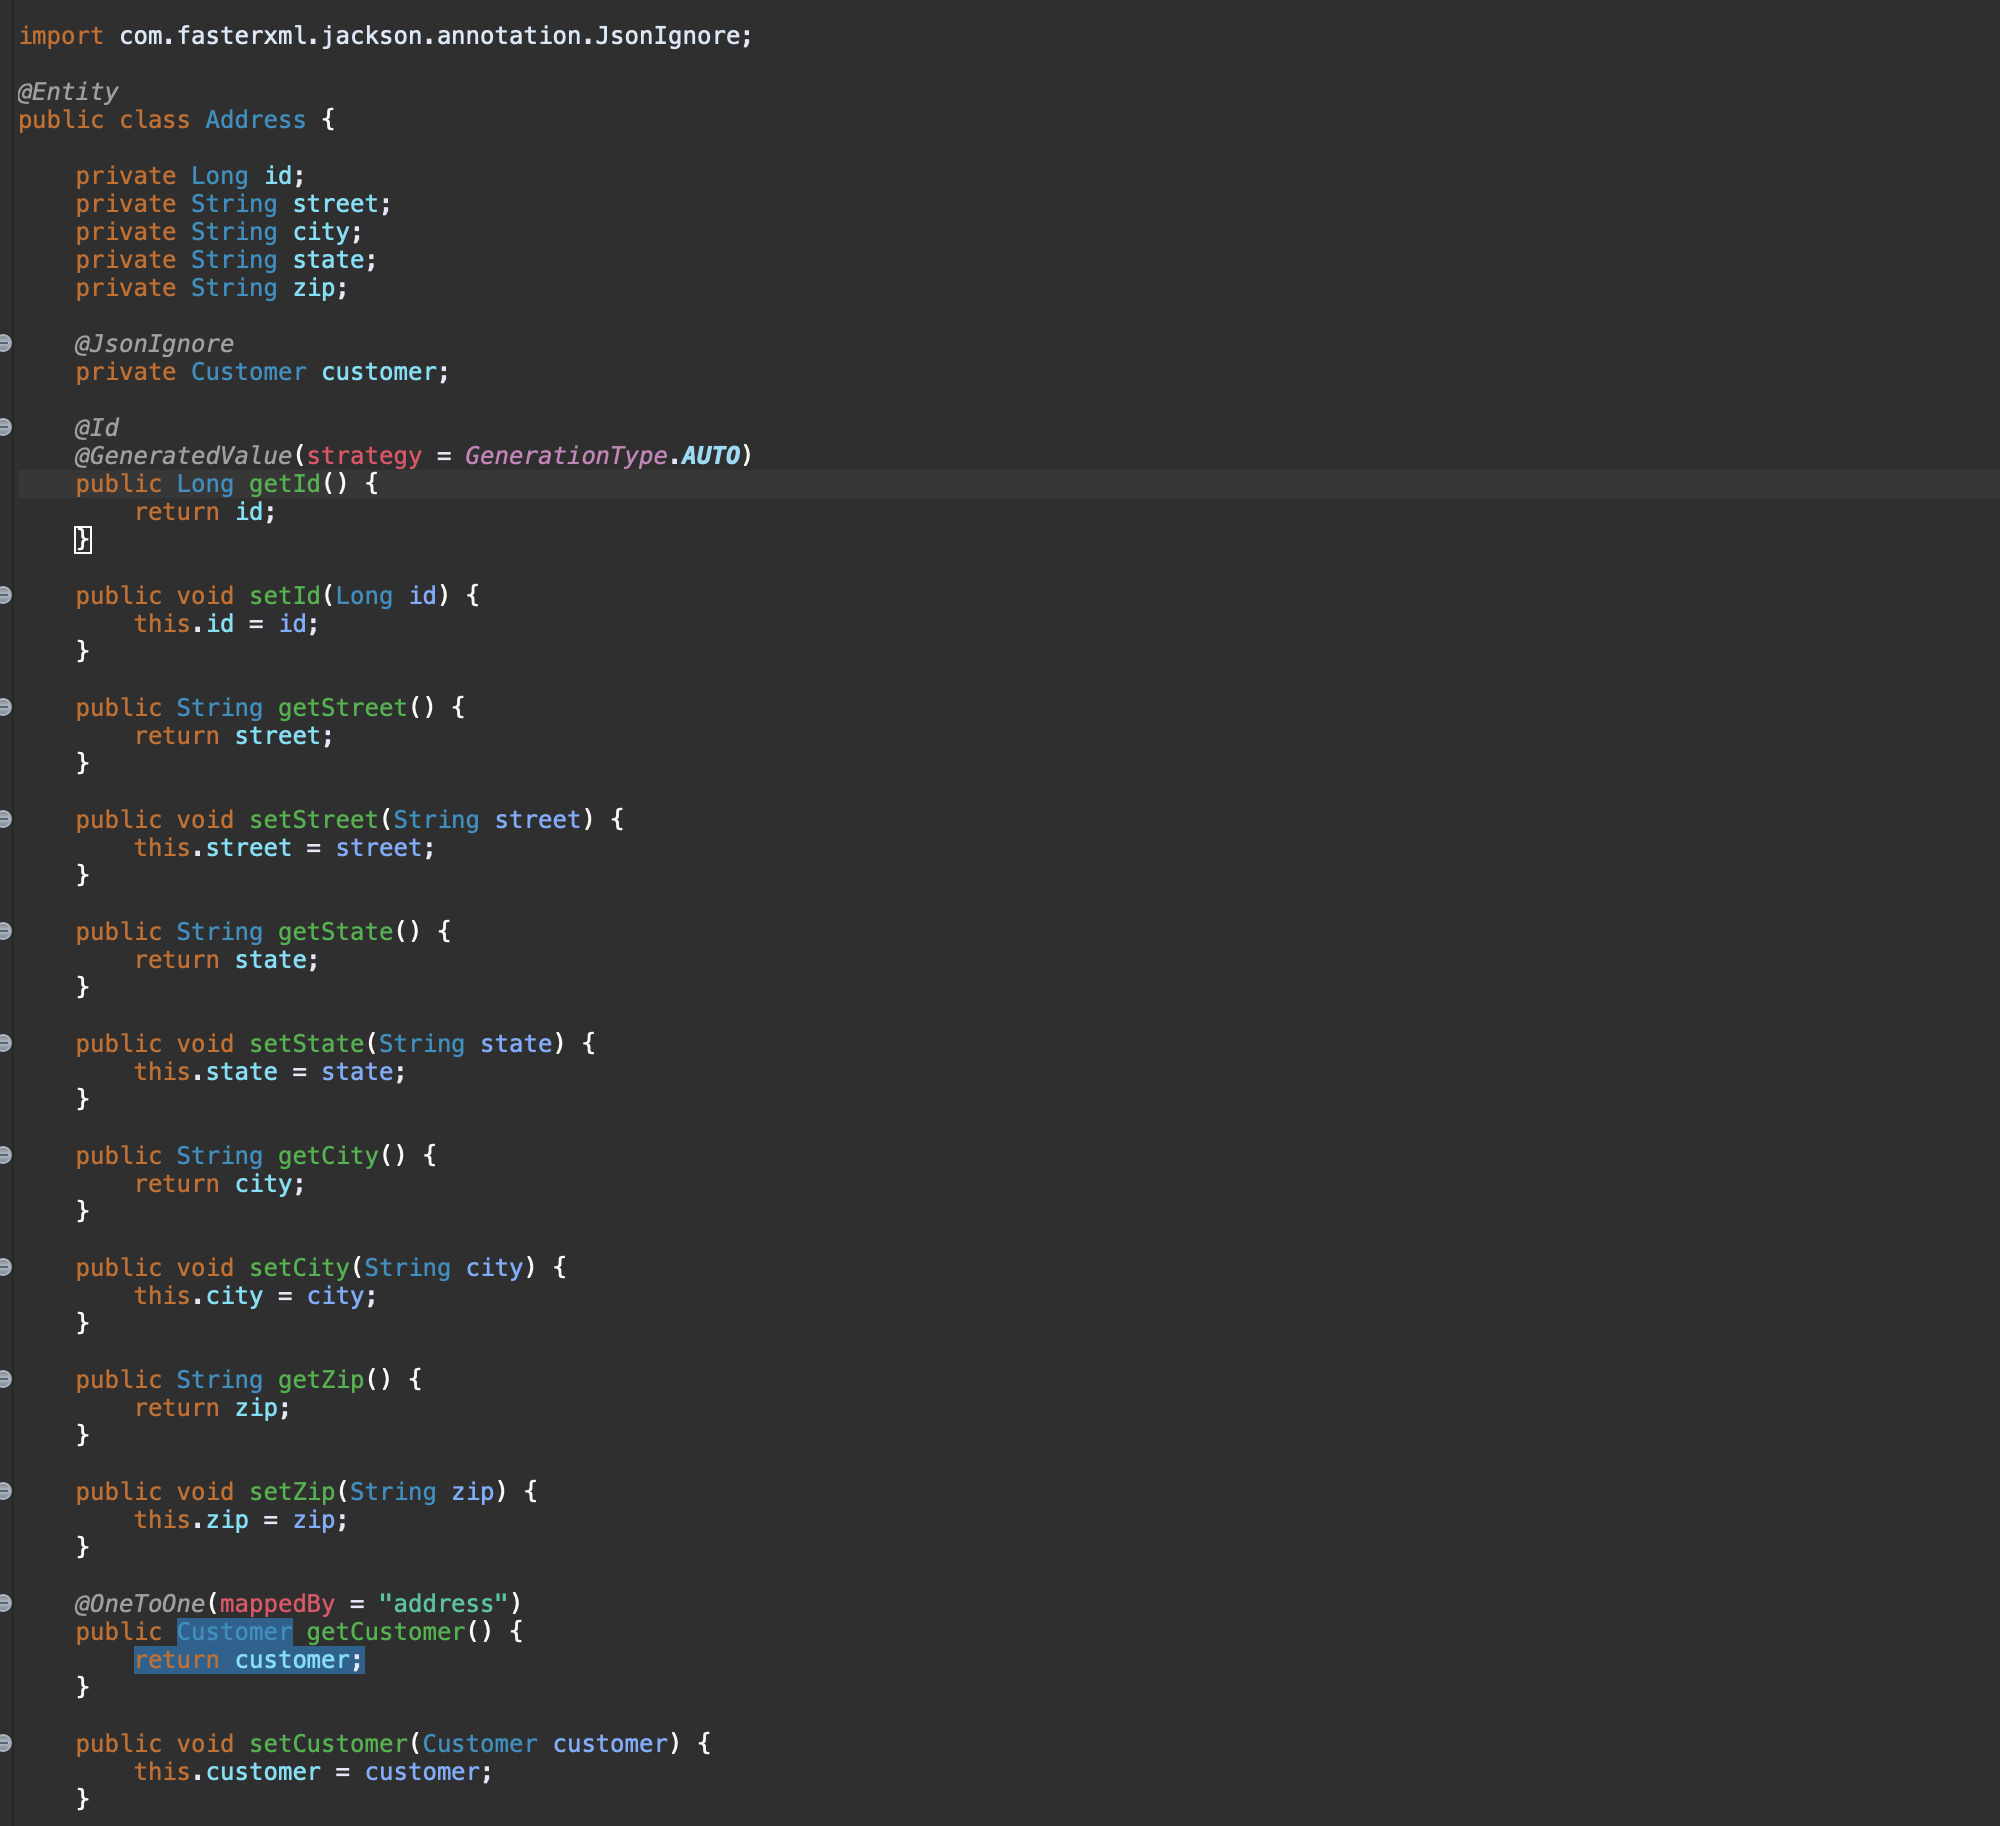 import com.fasterxml.jackson.annotation.JsonIgnore;
@Entity
public class Address {
private Long id;
private String street;
private String city;
private String state;
private String zip;
@JsonIgnore
private Customer customer;
@Id
@GeneratedValue(strategy = GenerationType.AUTO)
public Long getId() {
return id;
}
public void setId(Long id) {
this.id = id;
}
public String getStreet() {
return street;
}
public void setStreet(String street) {
this.street = street;
}
public String getState() {
return state;
}
public void setState(String state) {
this.state = state;
}
public String getCity() {
return city;
}
public void setCity(String city) {
this.city = city;
}
public String getZip() {
return zip;
}
public void setZip(String zip) {
this.zip = zip;
}
@OneToOne(mappedBy = "address")
public Customer getCustomer() {
return customer;
}
public void setCustomer(Customer customer) {
this.customer = customer;
}